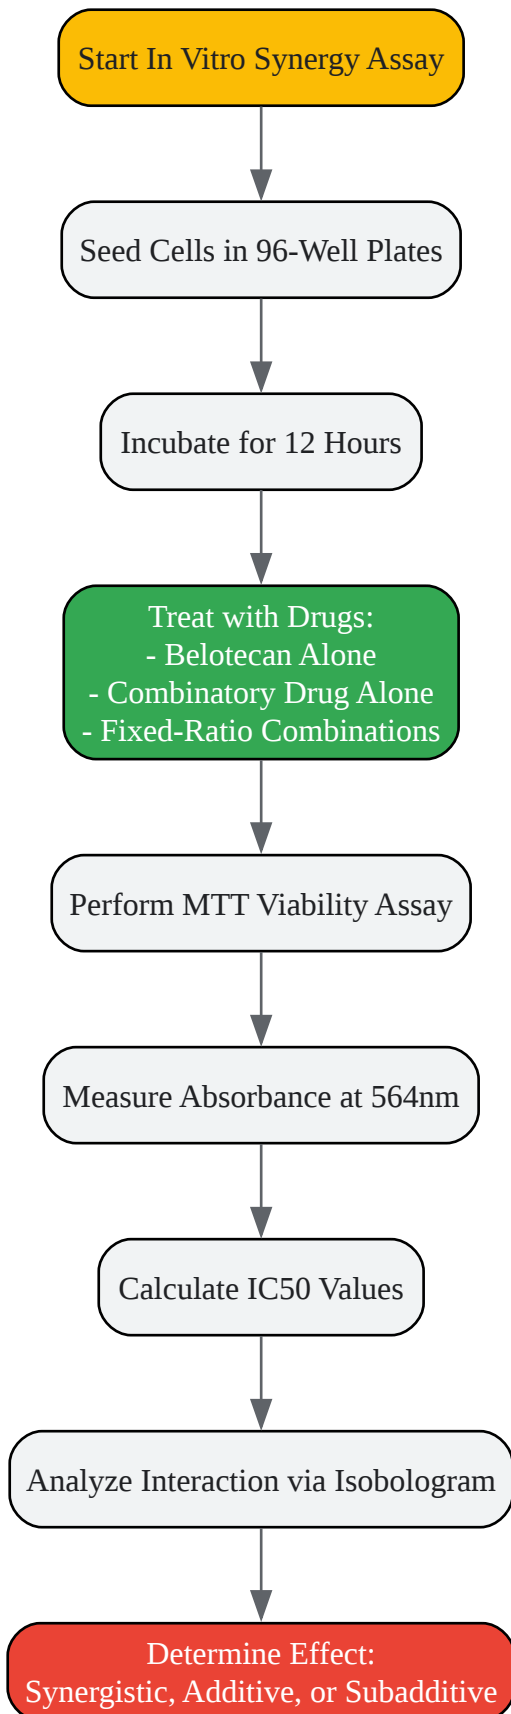 Start In Vitro Synergy Assay
Seed Cells in 96-Well Plates
Incubate for 12 Hours
Treat with Drugs:
- Belotecan Alone
- Combinatory Drug Alone
- Fixed-Ratio Combinations
Perform MTT Viability Assay
Measure Absorbance at 564nm
Calculate IC50 Values
Analyze Interaction via Isobologram
Determine Effect:
Synergistic, Additive, or Subadditive